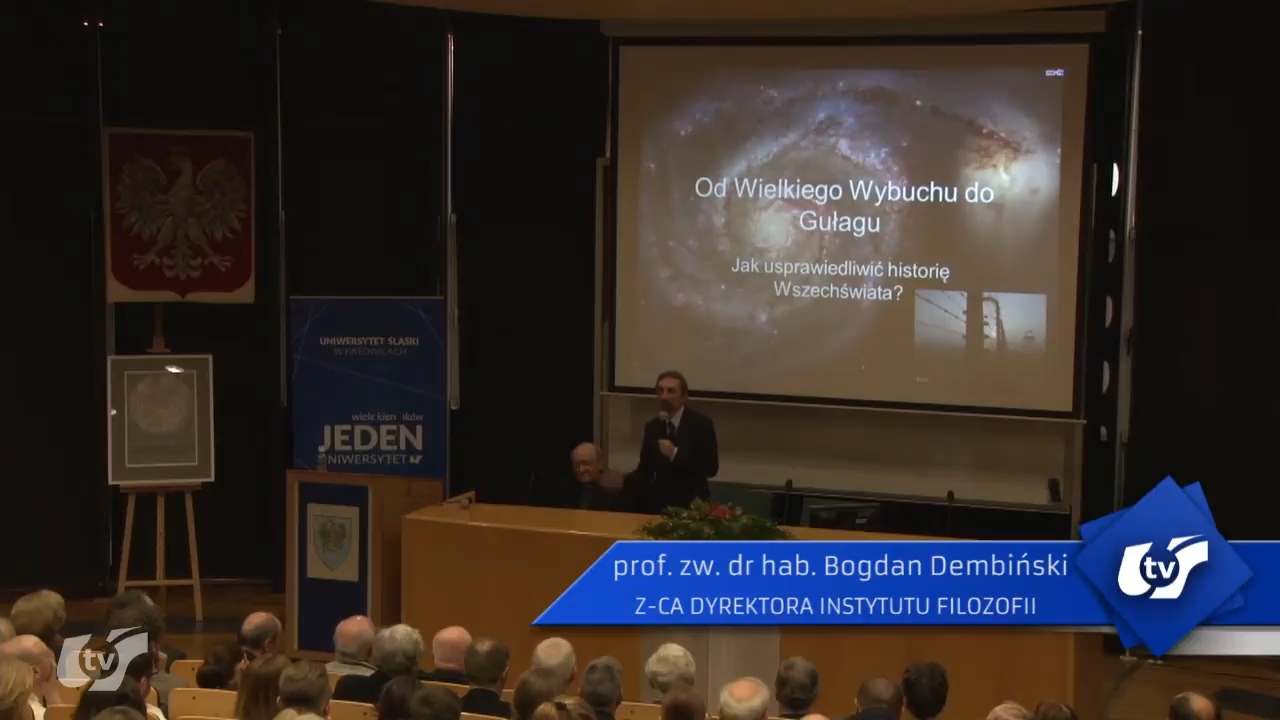 Od Wielkiego Wybuchu do
Gułagu
Jak usprawiedliwić historię
Wszechświata?
UNIWERSYTET ŚLĄSKI
W KATOWICACH
JEDEN
prof. zw. dr hab. Bogdan Dembiński
Z-CA DYREKTORA INSTYTUTU FILOZOFII
tv
tv